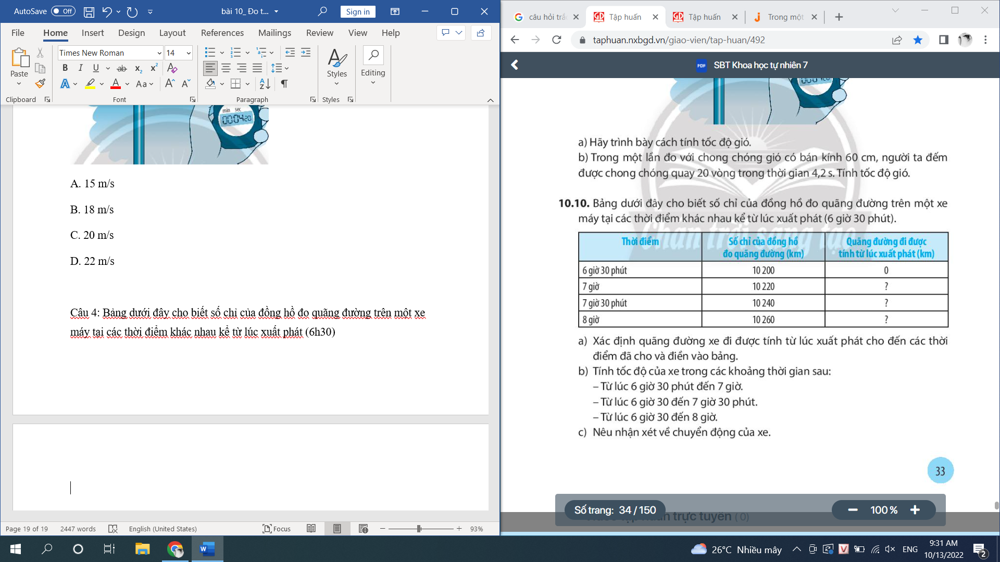 AutoSave Off bài 10_ Đo t... Sign in
File Home Insert Design Layout References Mailings Review View Help
Paste
Times New Roman 14
B I U ab x₂ x² A
A A Aa A A
Styles
Editing
Clipboard Font Paragraph Styles
min sec
00:04 20
A. 15 m/s
B. 18 m/s
C. 20 m/s
D. 22 m/s
Câu 4: Bảng dưới đây cho biết số chỉ của đồng hồ đo quãng đường trên một xe
máy tại các thời điểm khác nhau kể từ lúc xuất phát (6h30)
Page 19 of 19 2447 words English (United States) Focus 93%
câu hỏi trắ Tập huấn Tập huấn Trong một
taphuan.nxbgd.vn/giao-vien/tap-huan/492
PDF SBT Khoa học tự nhiên 7
a) Hãy trình bày cách tính tốc độ gió.
b) Trong một lần đo với chong chóng gió có bán kính 60 cm, người ta đếm
được chong chóng quay 20 vòng trong thời gian 4,2 s. Tính tốc độ gió.
10.10. Bảng dưới đây cho biết số chỉ của đồng hồ đo quãng đường trên một xe
máy tại các thời điểm khác nhau kể từ lúc xuất phát (6 giờ 30 phút).
Chân trời sáng tạo
Thời điểm Số chỉ của đồng hồ Quãng đường đi được
đo quãng đường (km) tính từ lúc xuất phát (km)
6 giờ 30 phút 10 200 0
7 giờ 10 220 ?
7 giờ 30 phút 10 240 ?
8 giờ 10 260 ?
a) Xác định quãng đường xe đi được tính từ lúc xuất phát cho đến các thời
điểm đã cho và điền vào bảng.
b) Tính tốc độ của xe trong các khoảng thời gian sau:
– Từ lúc 6 giờ 30 phút đến 7 giờ.
– Từ lúc 6 giờ 30 đến 7 giờ 30 phút.
– Từ lúc 6 giờ 30 đến 8 giờ.
c) Nêu nhận xét về chuyển động của xe.
33
Số trang: 34 / 150 100 %
tập huấn trực tuyến ( 0)
26°C Nhiều mây ENG 9:31 AM
10/13/2022 2